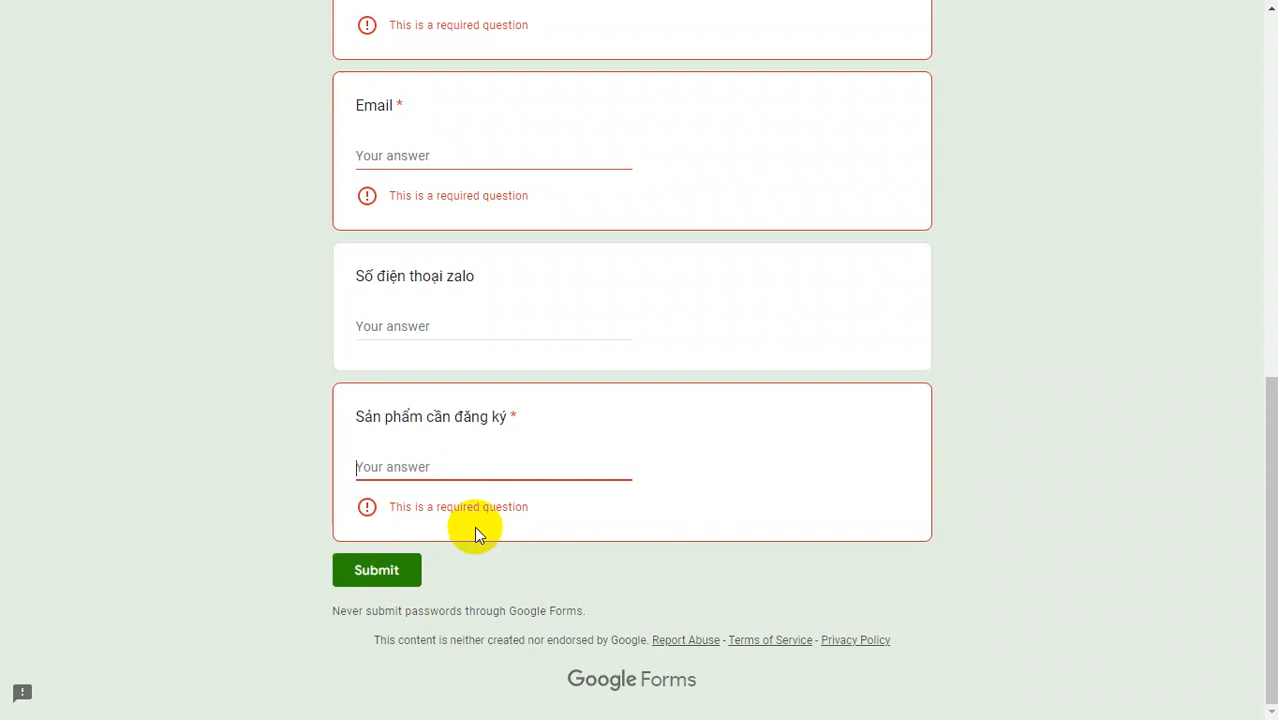 This is a required question
Email *
Your answer
This is a required question
Số điện thoại zalo
Your answer
Sản phẩm cần đăng ký *
Your answer
This is a required question
Submit
Never submit passwords through Google Forms.
This content is neither created nor endorsed by Google. Report Abuse - Terms of Service - Privacy Policy
Google Forms